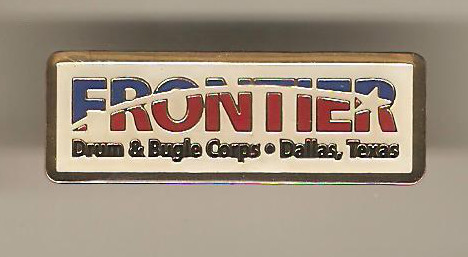 FRONTIER
Drum & Bugle Corps • Dallas, Texas